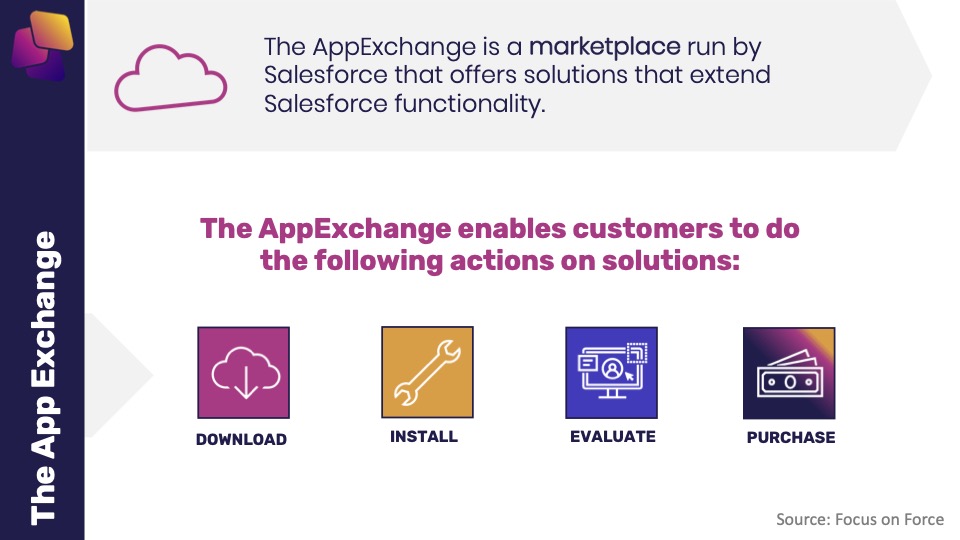 The App Exchange
The AppExchange is a marketplace run by
Salesforce that offers solutions that extend
Salesforce functionality.
The AppExchange enables customers to do
the following actions on solutions:
DOWNLOAD
INSTALL
EVALUATE
PURCHASE
Source: Focus on Force